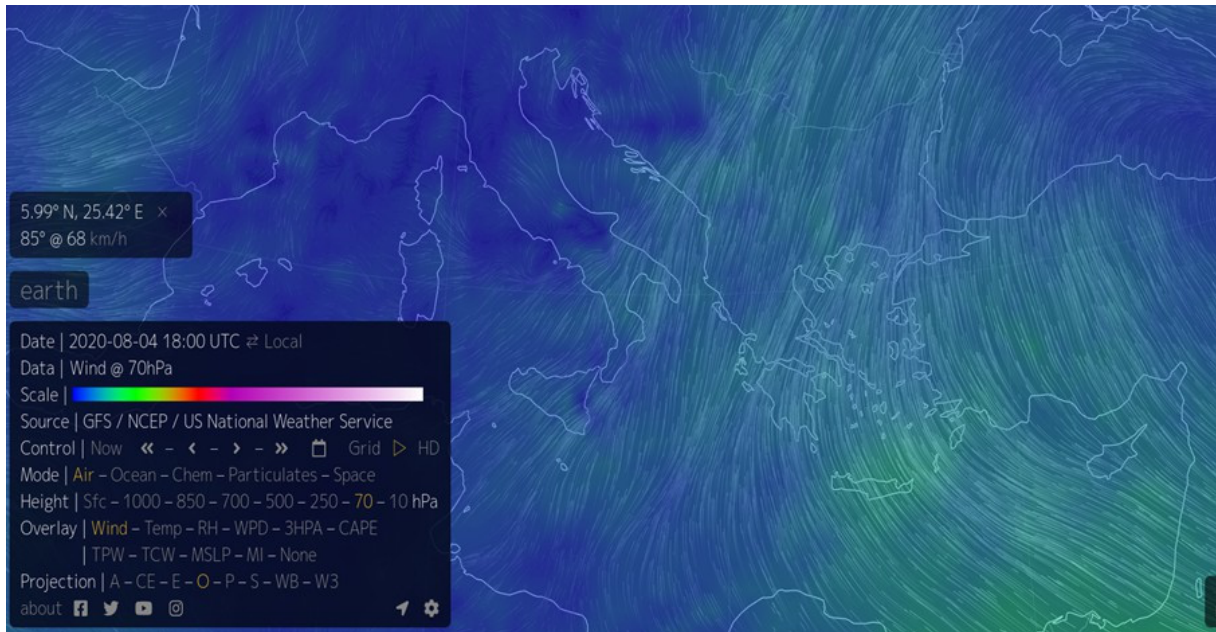 5.99° N, 25.42° E ×
85° @ 68 km/h
earth
Date | 2020-08-04 18:00 UTC ⇄ Local
Data | Wind @ 70hPa
Scale |
Source | GFS / NCEP / US National Weather Service
Control | Now « – ‹ – › – » Grid HD
Mode | Air – Ocean – Chem – Particulates – Space
Height | Sfc – 1000 – 850 – 700 – 500 – 250 – 70 – 10 hPa
Overlay | Wind – Temp – RH – WPD – 3HPA – CAPE
| TPW – TCW – MSLP – MI – None
Projection | A – CE – E – O – P – S – WB – W3
about